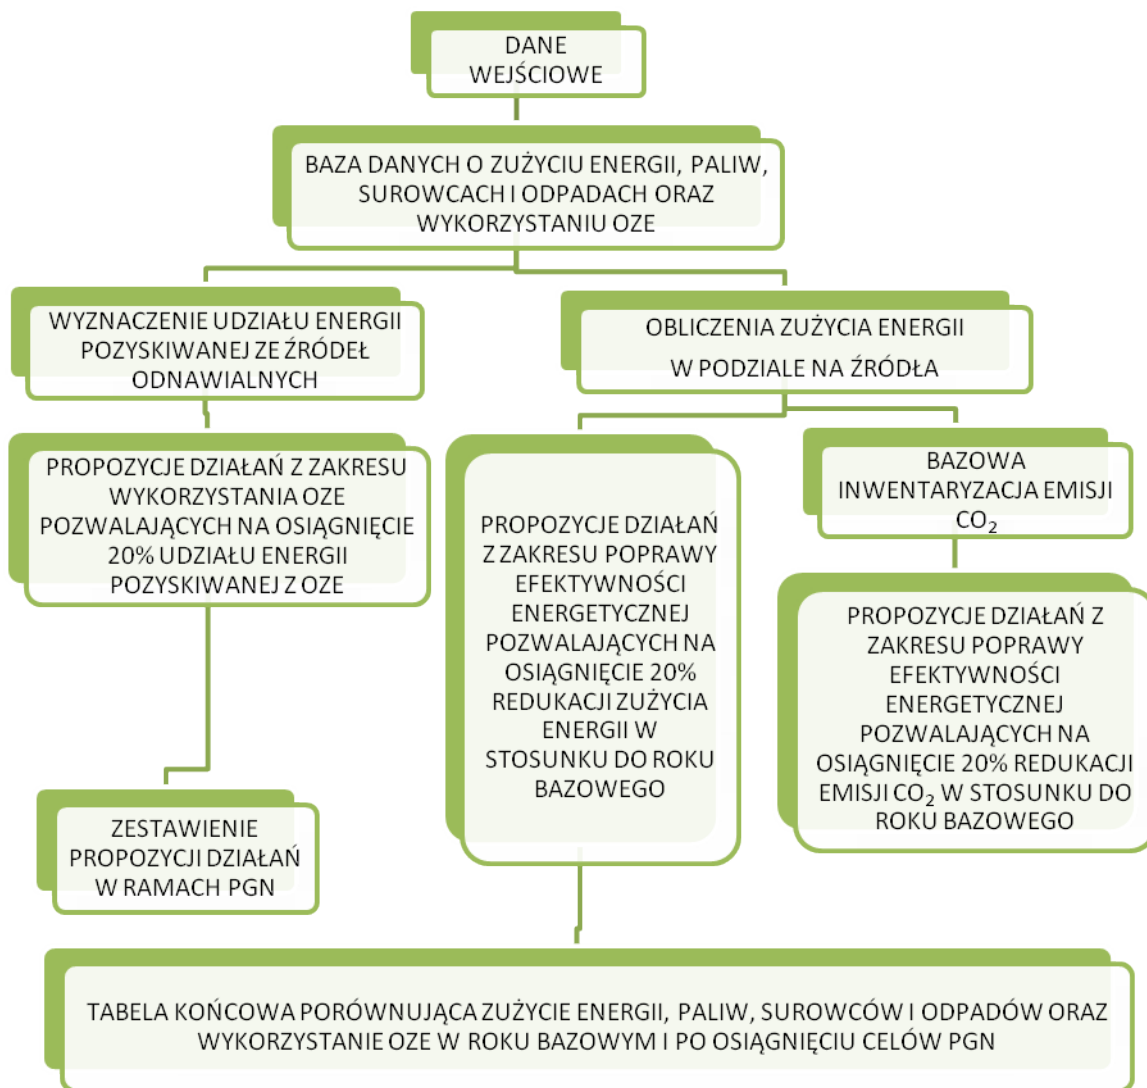 DANE
WEJŚCIOWE
BAZA DANYCH O ZUŻYCIU ENERGII, PALIW,
SUROWCACH I ODPADACH ORAZ
WYKORZYSTANIU OZE
WYZNACZENIE UDZIAŁU ENERGII
POZYSKIWANEJ ZE ŹRÓDEŁ
ODNAWIALNYCH
OBLICZENIA ZUŻYCIA ENERGII
W PODZIALE NA ŹRÓDŁA
PROPOZYCJE DZIAŁAŃ Z ZAKRESU
WYKORZYSTANIA OZE
POZWALAJĄCYCH NA OSIĄGNIĘCIE
20% UDZIAŁU ENERGII
POZYSKIWANEJ Z OZE
PROPOZYCJE DZIAŁAŃ
Z ZAKRESU POPRAWY
EFEKTYWNOŚCI
ENERGETYCZNEJ
POZWALAJĄCYCH NA
OSIĄGNIĘCIE 20%
REDUKACJI ZUŻYCIA
ENERGII W
STOSUNKU DO ROKU
BAZOWEGO
BAZOWA
INWENTARYZACJA EMISJI
CO₂
PROPOZYCJE DZIAŁAŃ Z
ZAKRESU POPRAWY
EFEKTYWNOŚCI
ENERGETYCZNEJ
POZWALAJĄCYCH NA
OSIĄGNIĘCIE 20% REDUKACJI
EMISJI CO₂ W STOSUNKU DO
ROKU BAZOWEGO
ZESTAWIENIE
PROPOZYCJI DZIAŁAŃ
W RAMACH PGN
TABELA KOŃCOWA PORÓWNUJĄCA ZUŻYCIE ENERGII, PALIW, SUROWCÓW I ODPADÓW ORAZ
WYKORZYSTANIE OZE W ROKU BAZOWYM I PO OSIĄGNIĘCIU CELÓW PGN